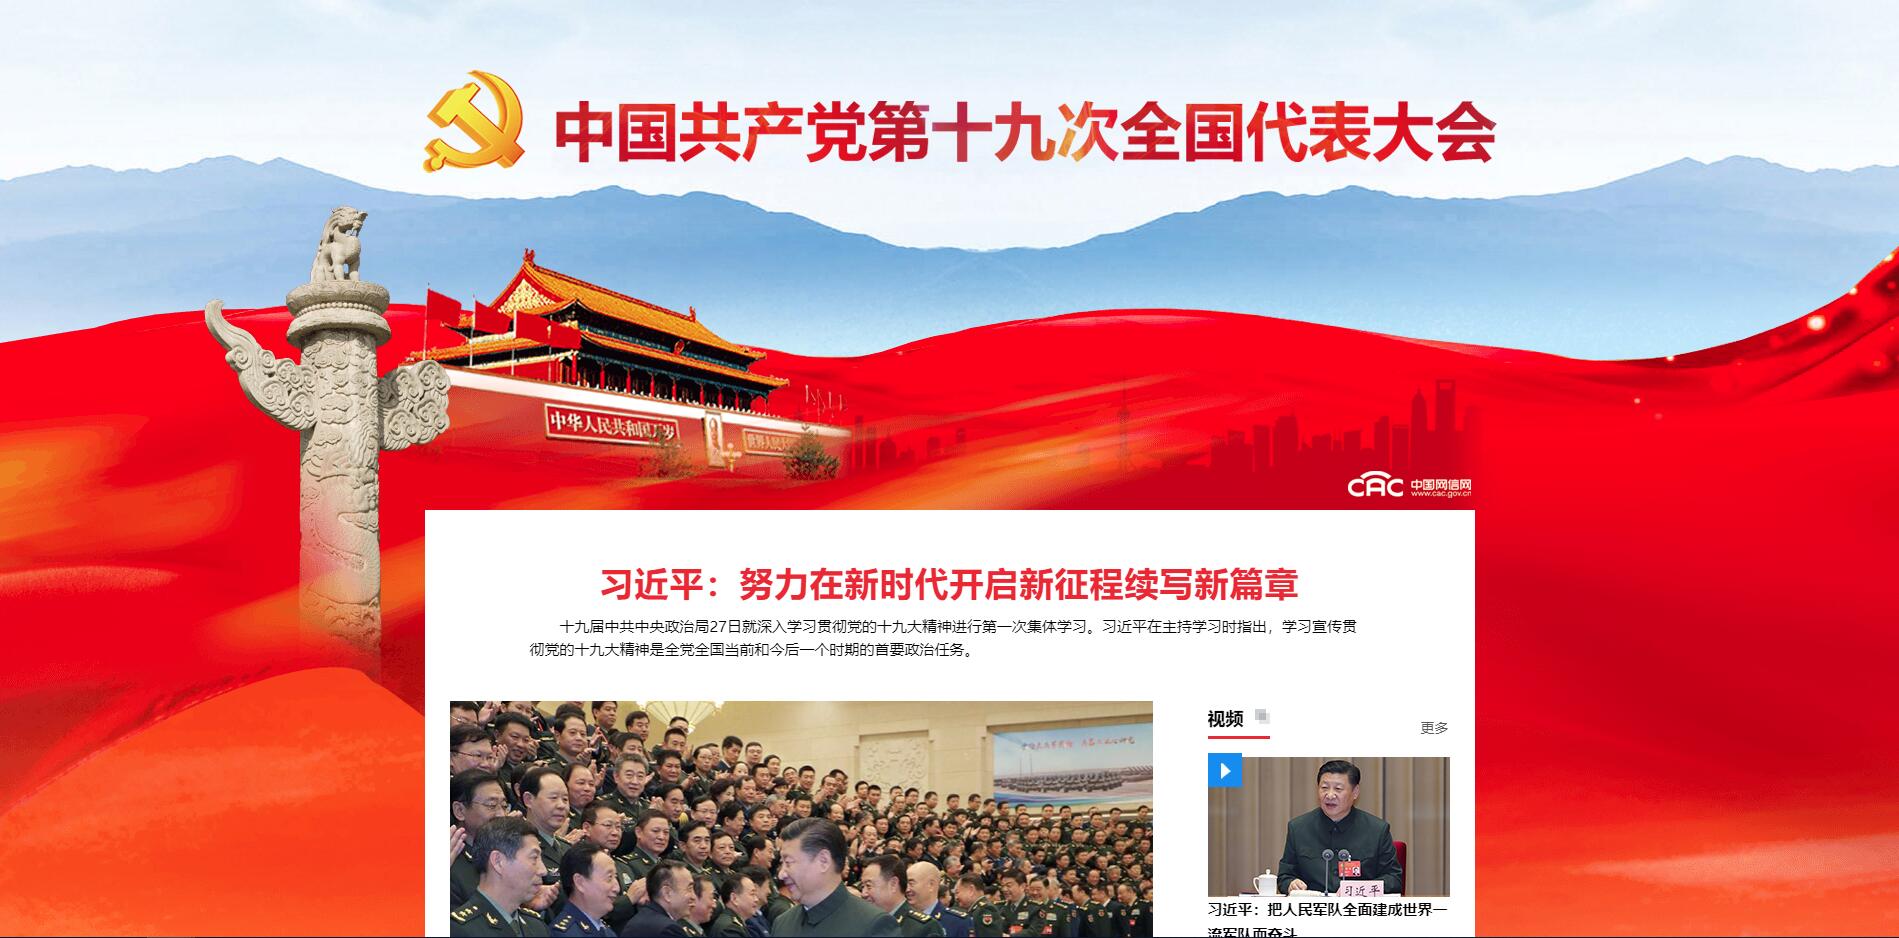 中国共产党第十九次全国代表大会
中华人民共和国万岁
CAC 中国网信网
www.cac.gov.cn
习近平：努力在新时代开启新征程续写新篇章
十九届中共中央政治局27日就深入学习贯彻党的十九大精神进行第一次集体学习。习近平在主持学习时指出，学习宣传贯
彻党的十九大精神是全党全国当前和今后一个时期的首要政治任务。
视频
更多
习近平
习近平：把人民军队全面建成世界一
流军队而奋斗